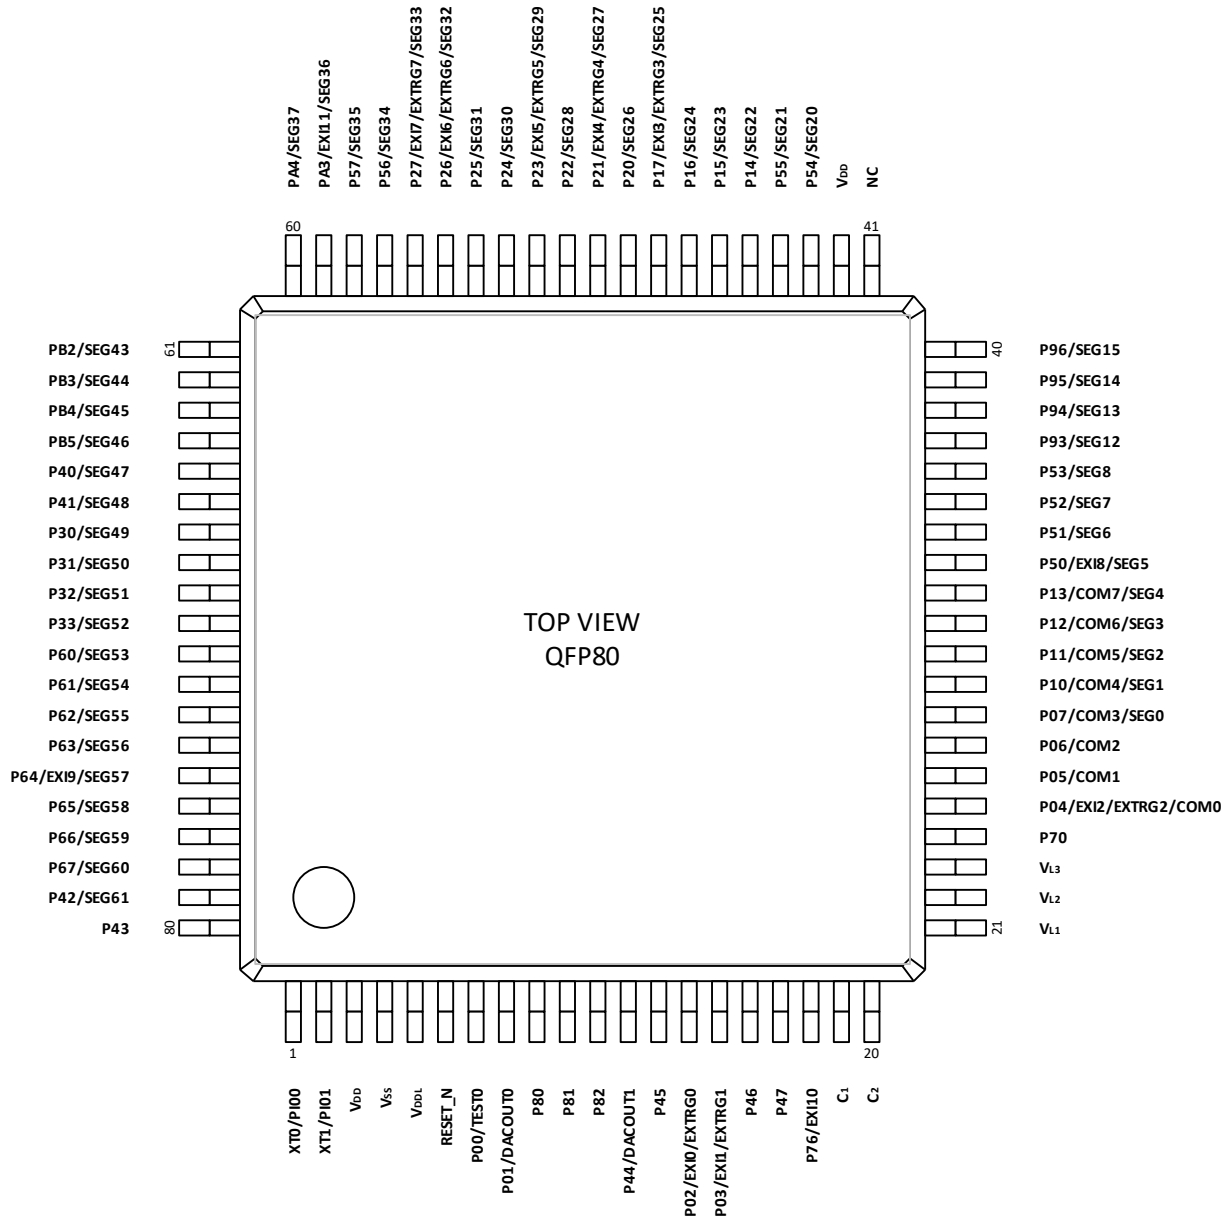 PA4/SEG37
PA3/EXI11/SEG36
P57/SEG35
P56/SEG34
P27/EXI7/EXTRG7/SEG33
P26/EXI6/EXTRG6/SEG32
P25/SEG31
P24/SEG30
P23/EXI5/EXTRG5/SEG29
P22/SEG28
P21/EXI4/EXTRG4/SEG27
P20/SEG26
P17/EXI3/EXTRG3/SEG25
P16/SEG24
P15/SEG23
P14/SEG22
P55/SEG21
P54/SEG20
VDD
NC
60
41
PB2/SEG43
61
PB3/SEG44
PB4/SEG45
PB5/SEG46
P40/SEG47
P41/SEG48
P30/SEG49
P31/SEG50
P32/SEG51
P33/SEG52
P60/SEG53
P61/SEG54
P62/SEG55
P63/SEG56
P64/EXI9/SEG57
P65/SEG58
P66/SEG59
P67/SEG60
P42/SEG61
P43
80
TOP VIEW
QFP80
40
P96/SEG15
P95/SEG14
P94/SEG13
P93/SEG12
P53/SEG8
P52/SEG7
P51/SEG6
P50/EXI8/SEG5
P13/COM7/SEG4
P12/COM6/SEG3
P11/COM5/SEG2
P10/COM4/SEG1
P07/COM3/SEG0
P06/COM2
P05/COM1
P04/EXI2/EXTRG2/COM0
P70
VL3
VL2
21
VL1
1
20
XT0/PI00
XT1/PI01
VDD
VSS
VDDL
RESET_N
P00/TEST0
P01/DACOUT0
P80
P81
P82
P44/DACOUT1
P45
P02/EXI0/EXTRG0
P03/EXI1/EXTRG1
P46
P47
P76/EXI10
C1
C2